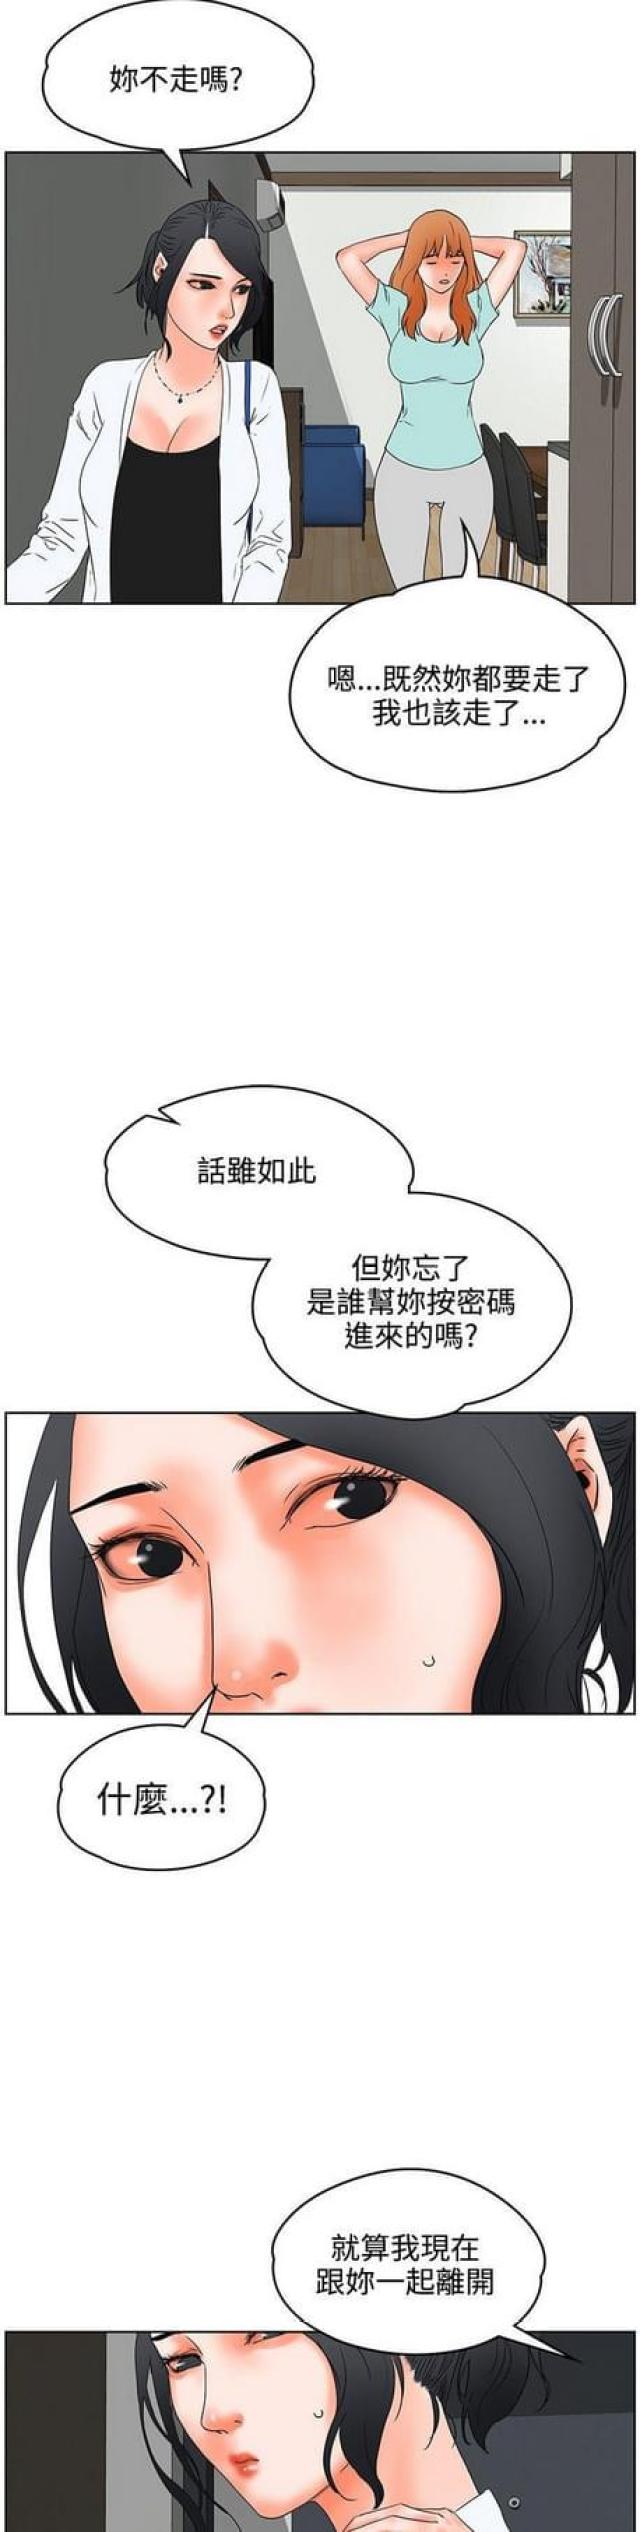 妳不走嗎?
嗯...既然妳都要走了
我也該走了...
話雖如此
但妳忘了
是誰幫妳按密碼
進來的嗎?
什麼...?!
就算我現在
跟妳一起離開